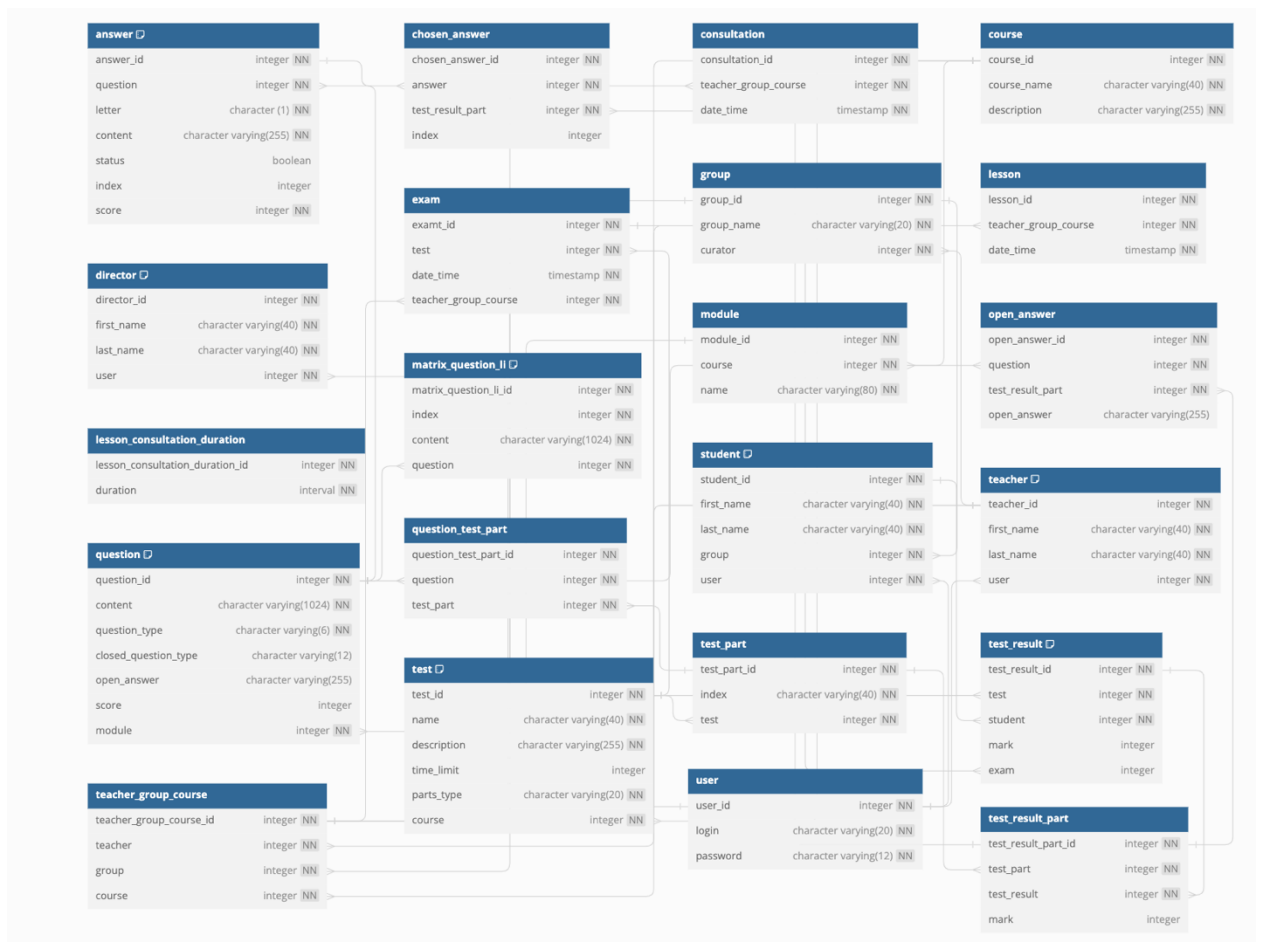 answer
answer_id integer NN
question integer NN
letter character (1) NN
content character varying(255) NN
status boolean
index integer
score integer NN
director
director_id integer NN
first_name character varying(40) NN
last_name character varying(40) NN
user integer NN
lesson_consultation_duration
lesson_consultation_duration_id integer NN
duration interval NN
question
question_id integer NN
content character varying(1024) NN
question_type character varying(6) NN
closed_question_type character varying(12)
open_answer character varying(255)
score integer
module integer NN
teacher_group_course
teacher_group_course_id integer NN
teacher integer NN
group integer NN
course integer NN
chosen_answer
chosen_answer_id integer NN
answer integer NN
test_result_part integer NN
index integer
exam
examt_id integer NN
test integer NN
date_time timestamp NN
teacher_group_course integer NN
matrix_question_li
matrix_question_li_id integer NN
index integer NN
content character varying(1024) NN
question integer NN
question_test_part
question_test_part_id integer NN
question integer NN
test_part integer NN
test
test_id integer NN
name character varying(40) NN
description character varying(255) NN
time_limit integer
parts_type character varying(20) NN
course integer NN
consultation
consultation_id integer NN
teacher_group_course integer NN
date_time timestamp NN
group
group_id integer NN
group_name character varying(20) NN
curator integer NN
module
module_id integer NN
course integer NN
name character varying(80) NN
student
student_id integer NN
first_name character varying(40) NN
last_name character varying(40) NN
group integer NN
user integer NN
test_part
test_part_id integer NN
index character varying(40) NN
test integer NN
user
user_id integer NN
login character varying(20) NN
password character varying(12) NN
course
course_id integer NN
course_name character varying(40) NN
description character varying(255) NN
lesson
lesson_id integer NN
teacher_group_course integer NN
date_time timestamp NN
open_answer
open_answer_id integer NN
question integer NN
test_result_part integer NN
open_answer character varying(255)
teacher
teacher_id integer NN
first_name character varying(40) NN
last_name character varying(40) NN
user integer NN
test_result
test_result_id integer NN
test integer NN
student integer NN
mark integer
exam integer
test_result_part
test_result_part_id integer NN
test_part integer NN
test_result integer NN
mark integer